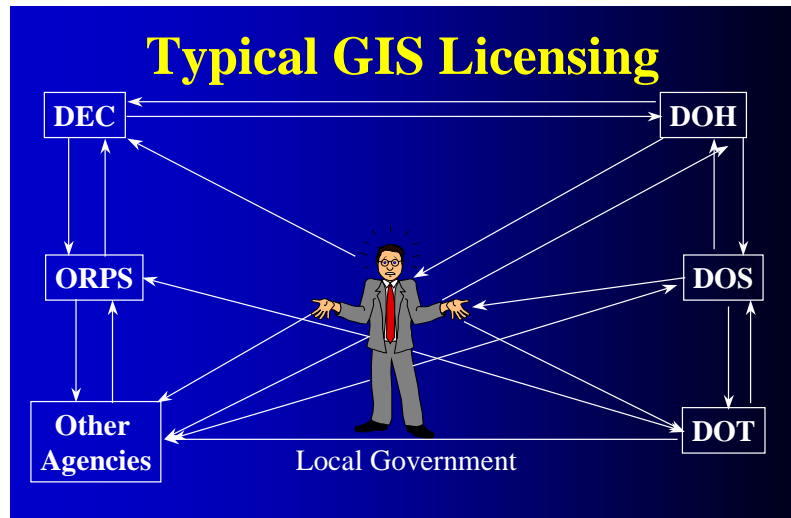 Typical GIS Licensing
DEC
DOH
ORPS
DOS
Other
Agencies
DOT
Local Government